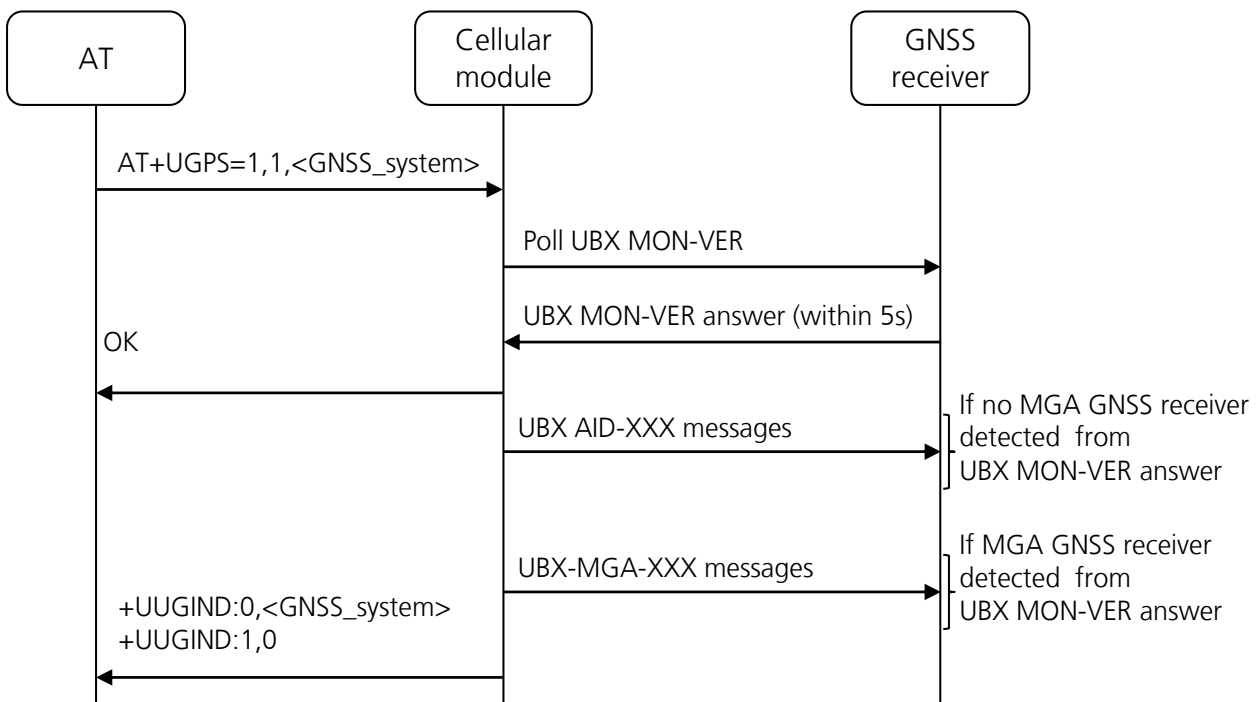 AT
Cellular
module
GNSS
receiver
AT+UGPS=1,1,<GNSS_system>
Poll UBX MON-VER
UBX MON-VER answer (within 5s)
OK
UBX AID-XXX messages
If no MGA GNSS receiver
detected from
UBX MON-VER answer
UBX-MGA-XXX messages
If MGA GNSS receiver
detected from
UBX MON-VER answer
+UUGIND:0,<GNSS_system>
+UUGIND:1,0